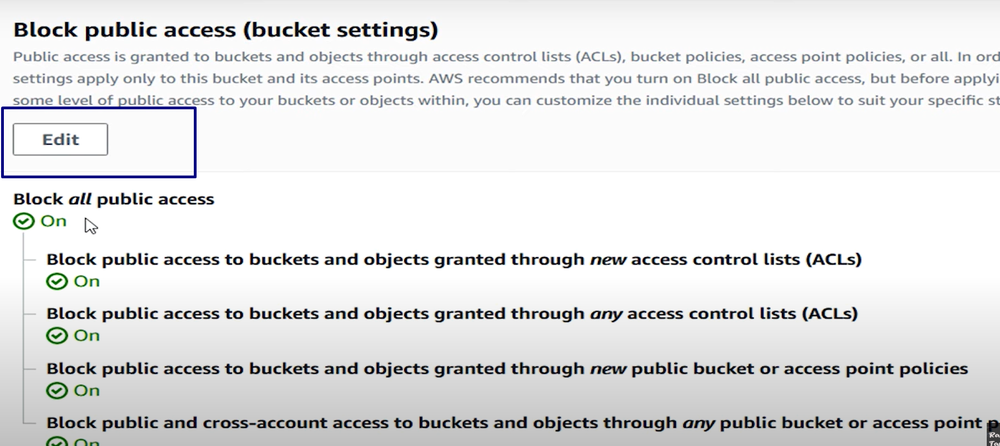 Block public access (bucket settings)
Public access is granted to buckets and objects through access control lists (ACLs), bucket policies, access point policies, or all. In ord
settings apply only to this bucket and its access points. AWS recommends that you turn on Block all public access, but before applyi
some level of public access to your buckets or objects within, you can customize the individual settings below to suit your specific st
Edit
Block all public access
On
Block public access to buckets and objects granted through new access control lists (ACLs)
On
Block public access to buckets and objects granted through any access control lists (ACLs)
On
Block public access to buckets and objects granted through new public bucket or access point policies
On
Block public and cross-account access to buckets and objects through any public bucket or access point p
On
Ra